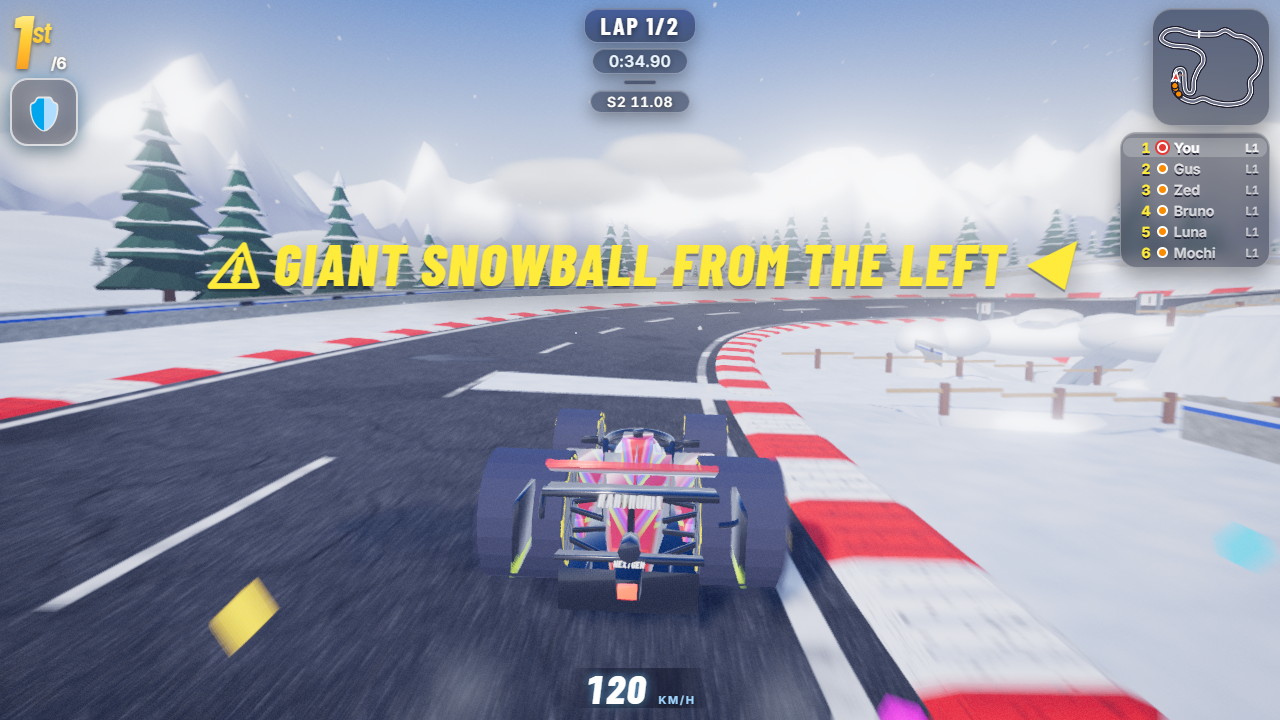 1st
/6
LAP 1/2
0:34.90
S2 11.08
1 You L1
2 Gus L1
3 Zed L1
4 Bruno L1
5 Luna L1
6 Mochi L1
GIANT SNOWBALL FROM THE LEFT
NEXTGEN
120 KM/H